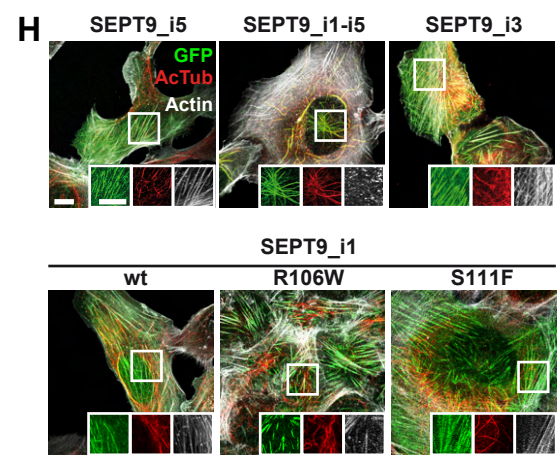 H
SEPT9_i5 SEPT9_i1-i5 SEPT9_i3
GFP
AcTub
Actin
SEPT9_i1
wt R106W S111F